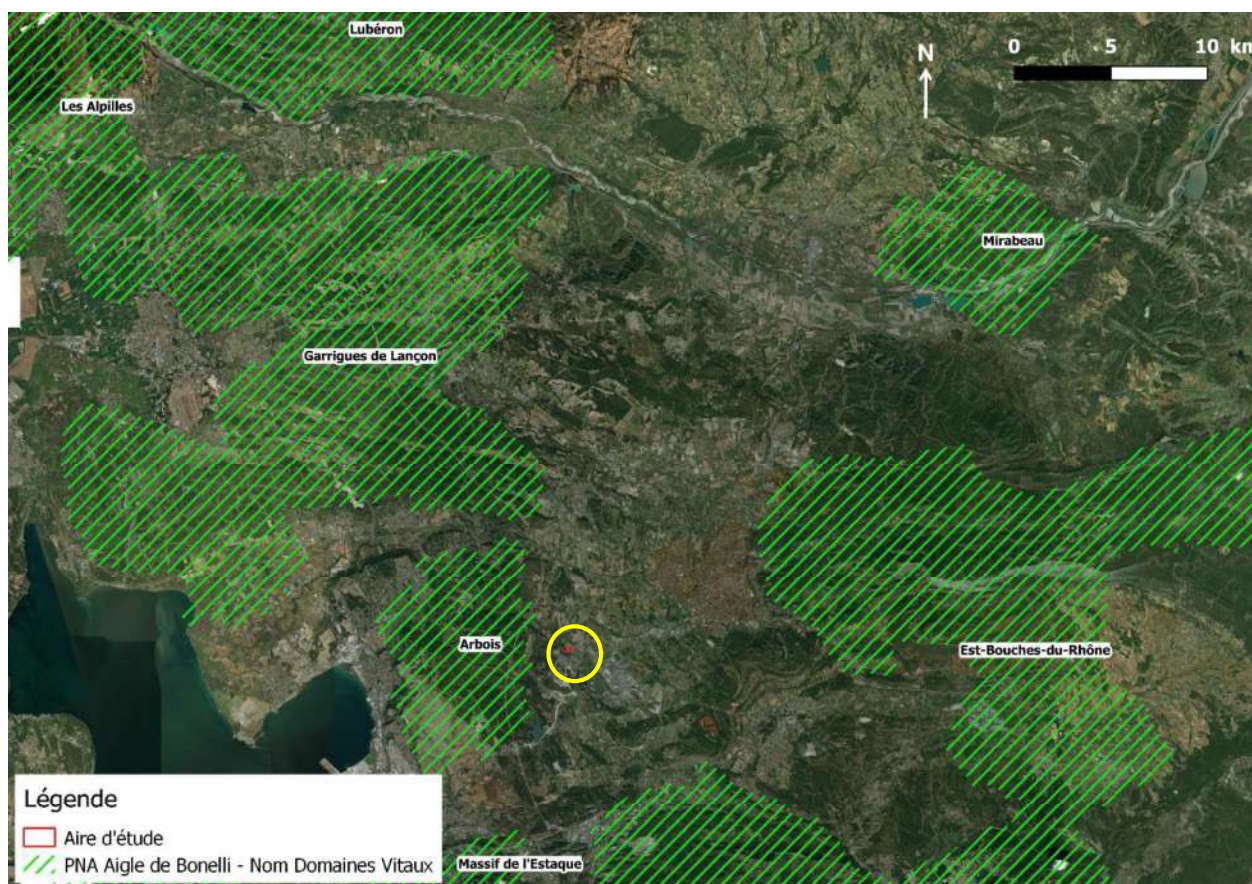 Lubéron
N
0 5 10 km
Les Alpilles
Mirabeau
Garrigues de Lançon
Arbois
Est-Bouches-du-Rhône
Légende
Aire d'étude
PNA Aigle de Bonelli - Nom Domaines Vitaux
Massif de l'Estaque